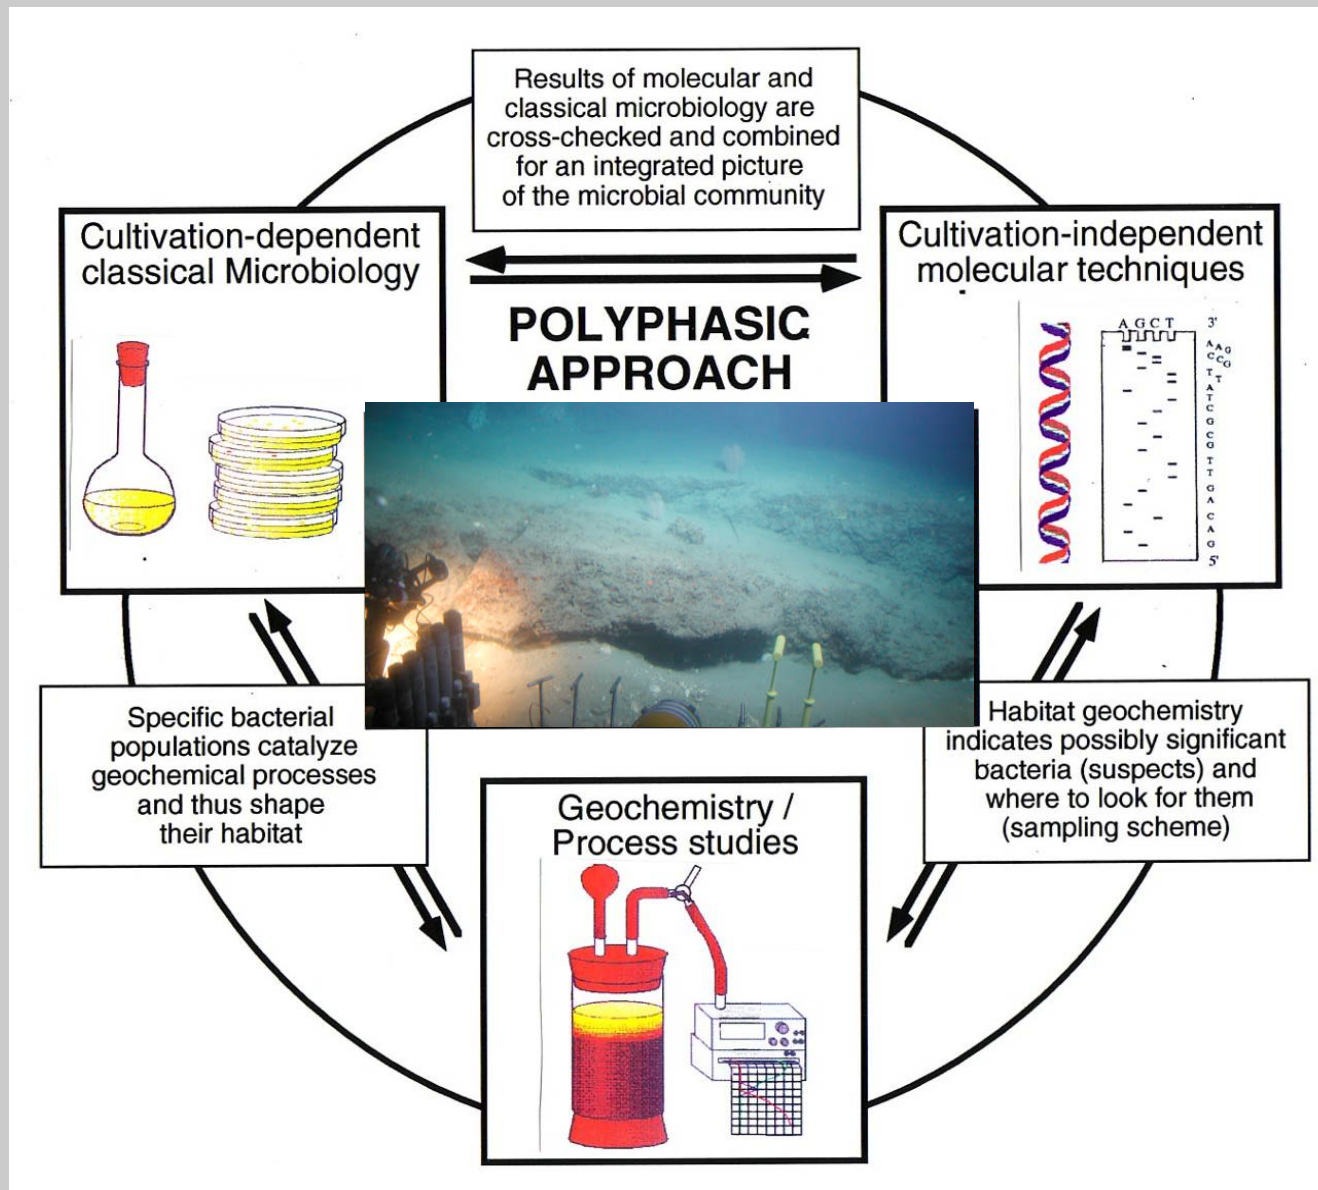 Results of molecular and
classical microbiology are
cross-checked and combined
for an integrated picture
of the microbial community
Cultivation-dependent
classical Microbiology
Cultivation-independent
molecular techniques
POLYPHASIC
APPROACH
A G C T
3'
A
A
G
C
C
G
T
T
A
T
C
G
C
G
T
T
G
A
C
A
G
5'
Specific bacterial
populations catalyze
geochemical processes
and thus shape
their habitat
Habitat geochemistry
indicates possibly significant
bacteria (suspects) and
where to look for them
(sampling scheme)
Geochemistry /
Process studies